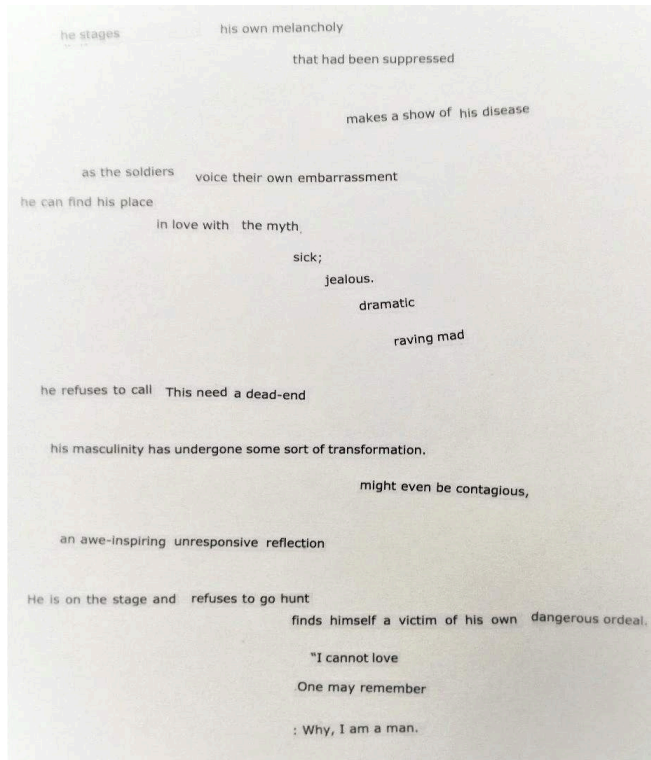 he stages his own melancholy
that had been suppressed
makes a show of his disease
as the soldiers voice their own embarrassment
he can find his place
in love with the myth
sick;
jealous.
dramatic
raving mad
he refuses to call This need a dead-end
his masculinity has undergone some sort of transformation.
might even be contagious,
an awe-inspiring unresponsive reflection
He is on the stage and refuses to go hunt
finds himself a victim of his own dangerous ordeal.
"I cannot love
One may remember
: Why, I am a man.